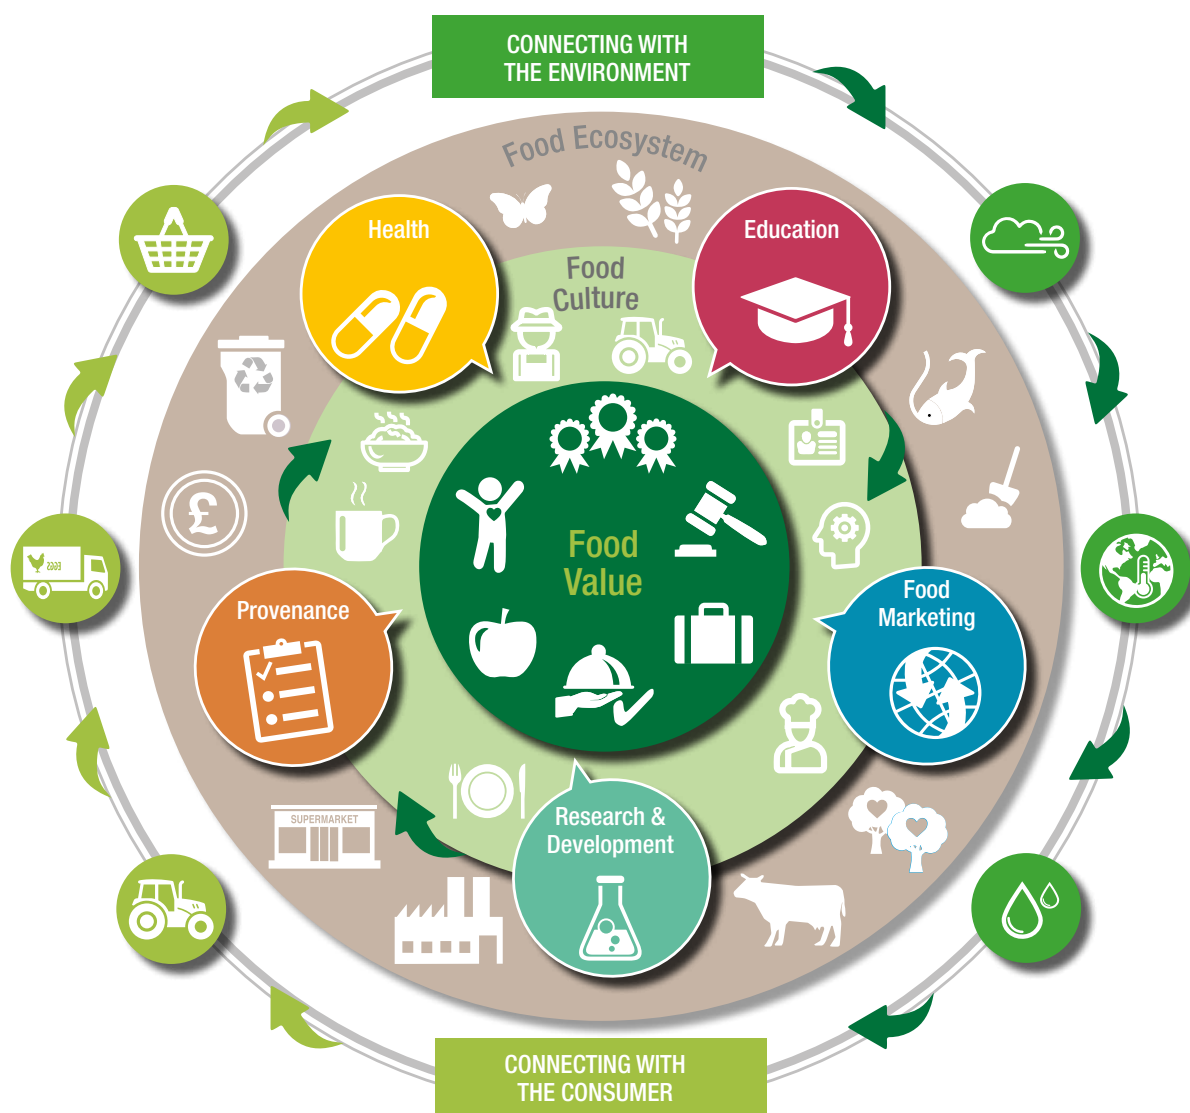 CONNECTING WITH
THE ENVIRONMENT
Food Ecosystem
Health
Education
Food
Culture
£
Food
Value
EGGS
Provenance
Food
Marketing
SUPERMARKET
Research &
Development
CONNECTING WITH
THE CONSUMER